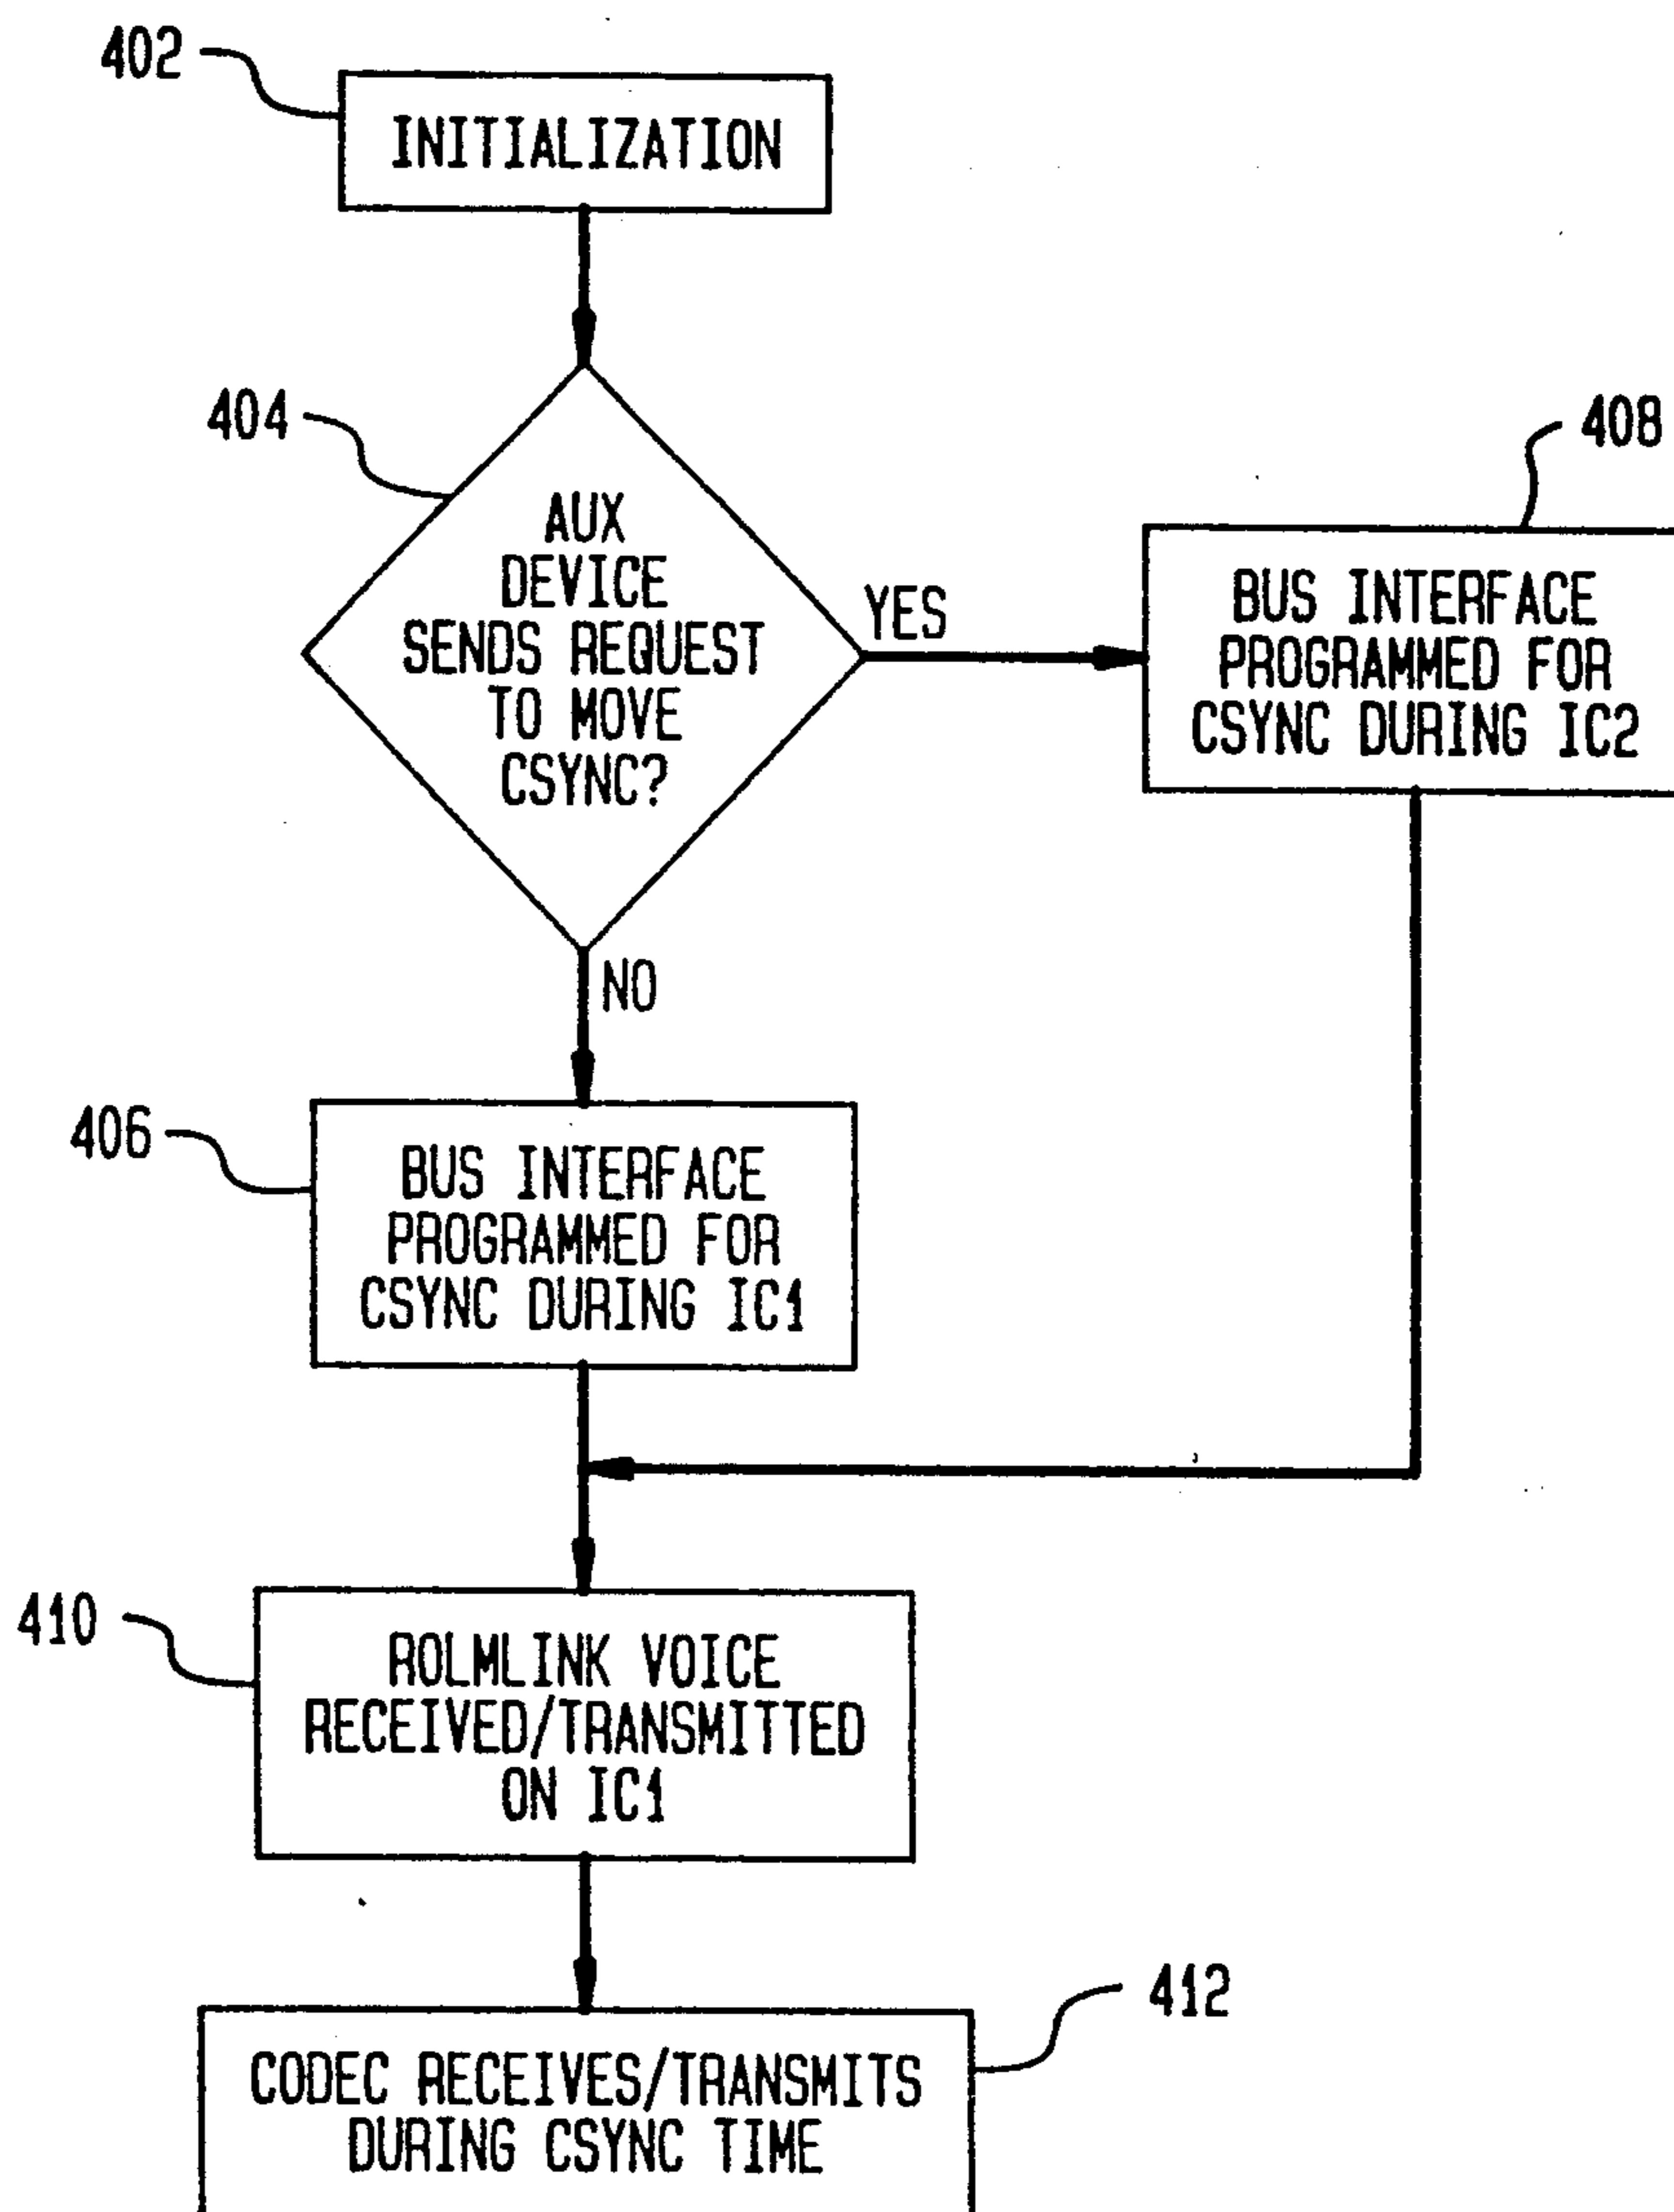 402
INITIALIZATION
404
AUX
DEVICE
SENDS REQUEST
TO MOVE
CSYNC?
YES
408
BUS INTERFACE
PROGRAMMED FOR
CSYNC DURING IC2
NO
406
BUS INTERFACE
PROGRAMMED FOR
CSYNC DURING IC1
410
ROLMLINK VOICE
RECEIVED/TRANSMITTED
ON IC1
412
CODEC RECEIVES/TRANSMITS
DURING CSYNC TIME